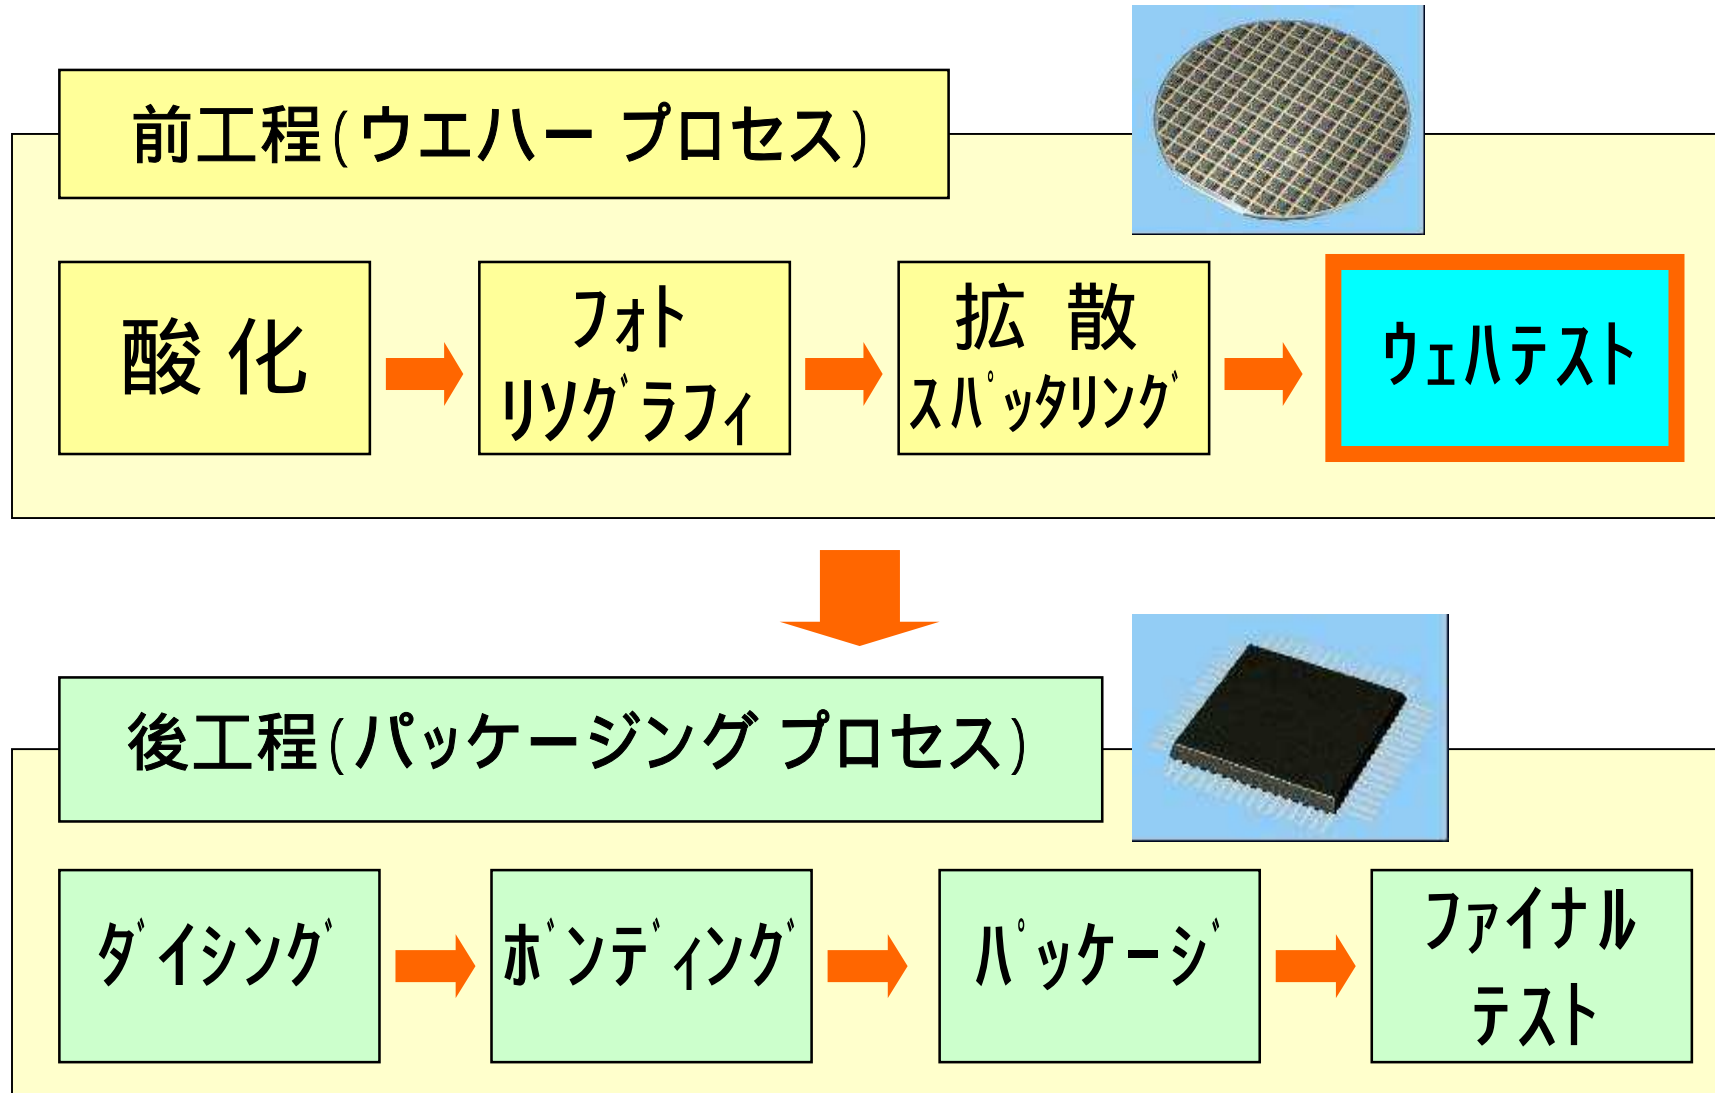 前工程(ウエハー プロセス)
酸 化
フォト
リソグラフィ
拡 散
スパッタリング
ウェハテスト
後工程(パッケージング プロセス)
ダイシング
ボンディング
パッケージ
ファイナル
テスト